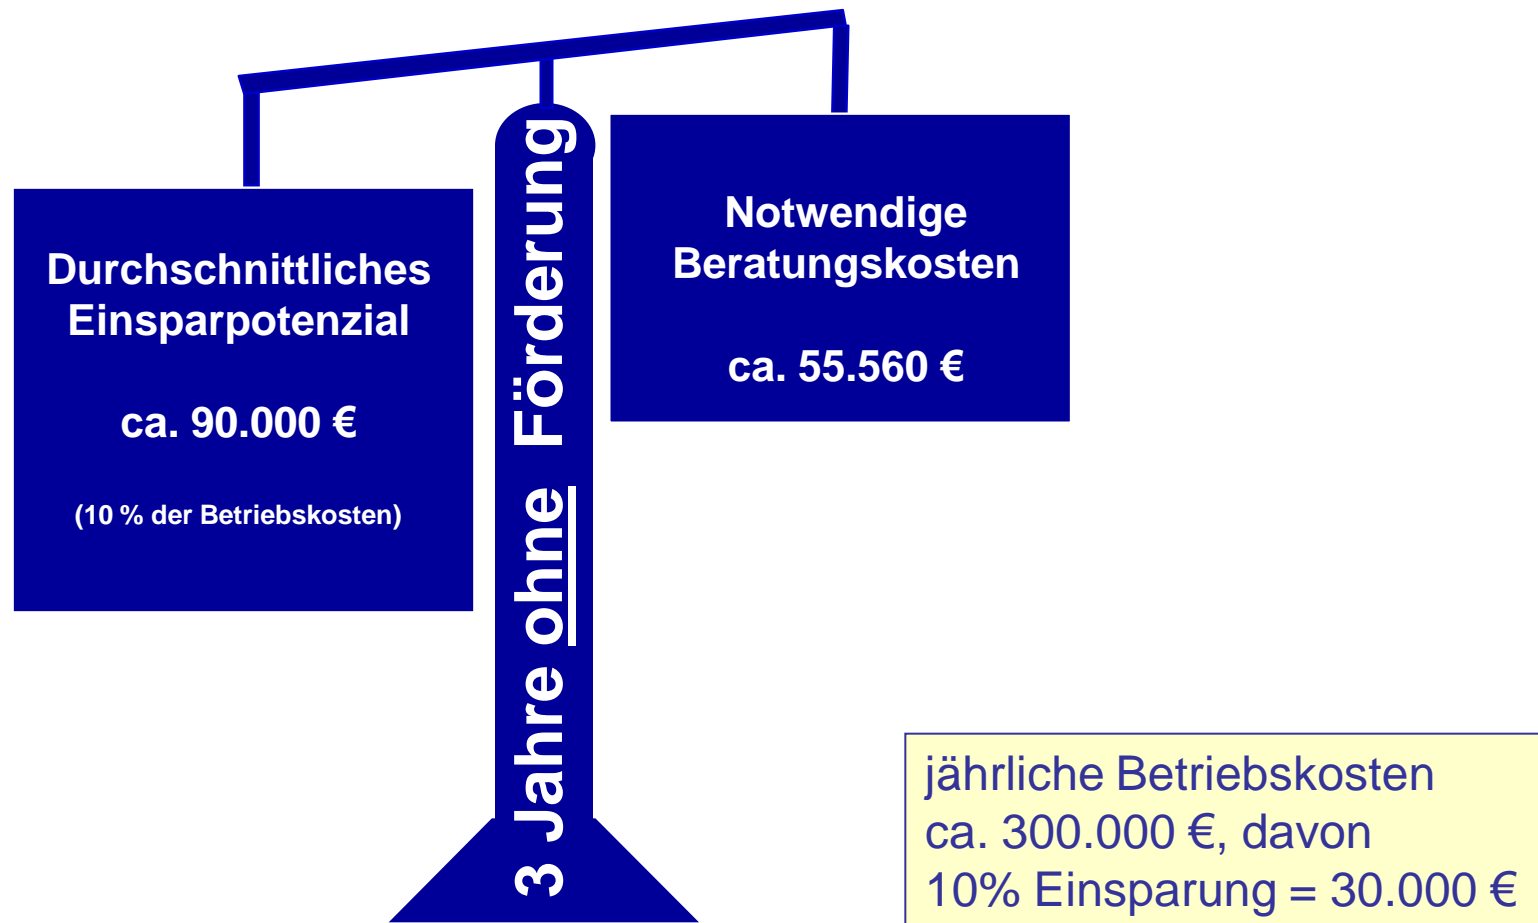 Durchschnittliches
Einsparpotenzial
ca. 90.000 €
(10 % der Betriebskosten)
3 Jahre ohne Förderung
Notwendige
Beratungskosten
ca. 55.560 €
jährliche Betriebskosten
ca. 300.000 €, davon
10% Einsparung = 30.000 €